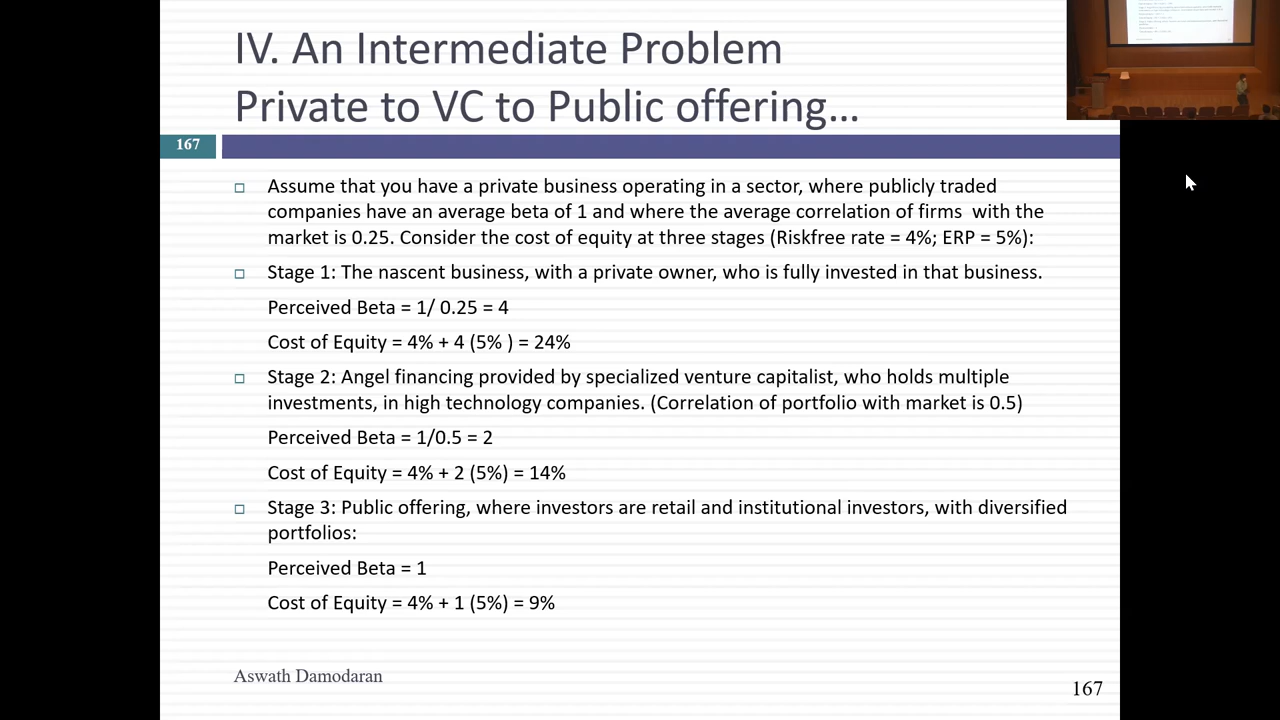 IV. An Intermediate Problem
Private to VC to Public offering…
167
Assume that you have a private business operating in a sector, where publicly traded
companies have an average beta of 1 and where the average correlation of firms  with the
market is 0.25. Consider the cost of equity at three stages (Riskfree rate = 4%; ERP = 5%):
Stage 1: The nascent business, with a private owner, who is fully invested in that business.
Perceived Beta = 1/ 0.25 = 4
Cost of Equity = 4% + 4 (5% ) = 24%
Stage 2: Angel financing provided by specialized venture capitalist, who holds multiple
investments, in high technology companies. (Correlation of portfolio with market is 0.5)
Perceived Beta = 1/0.5 = 2
Cost of Equity = 4% + 2 (5%) = 14%
Stage 3: Public offering, where investors are retail and institutional investors, with diversified
portfolios:
Perceived Beta = 1
Cost of Equity = 4% + 1 (5%) = 9%
Aswath Damodaran
167